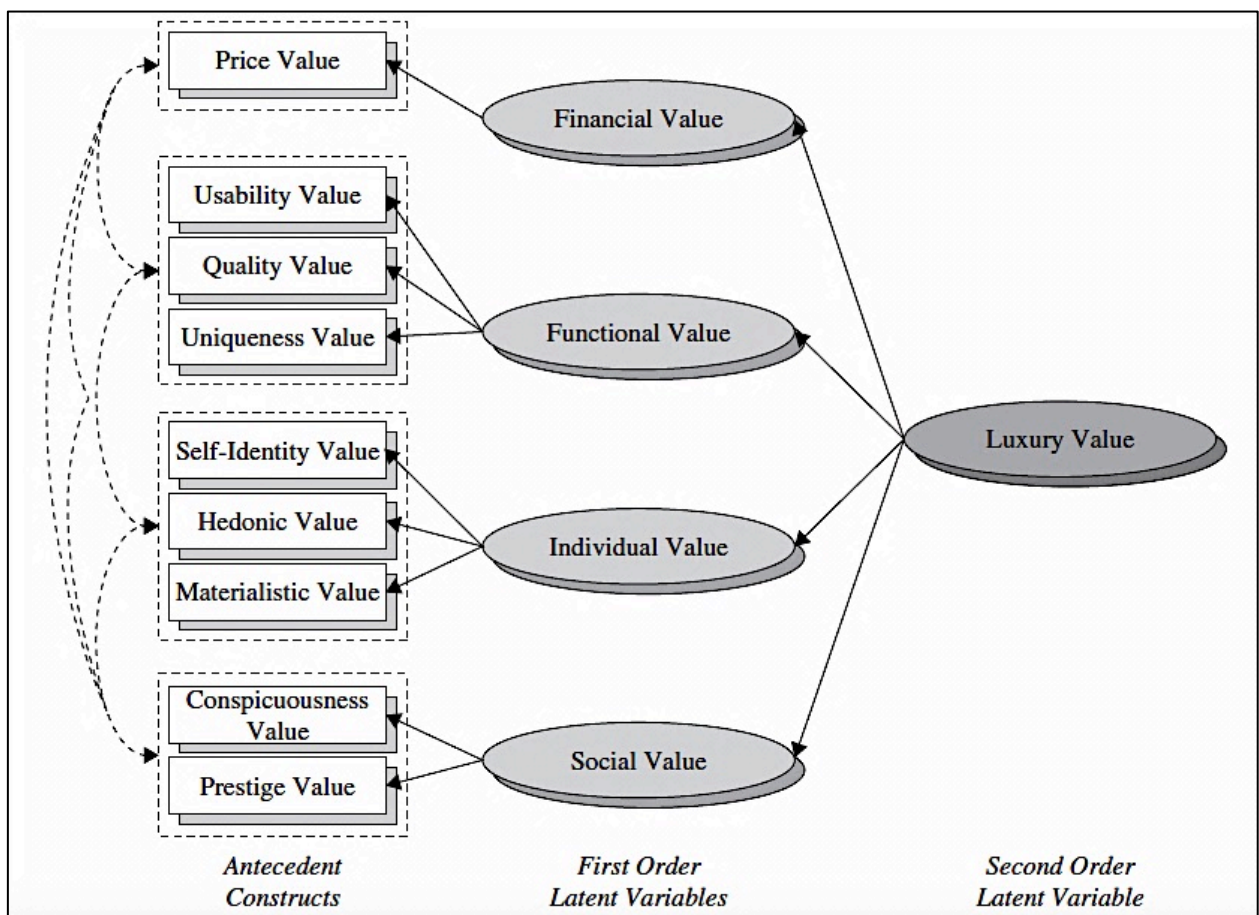 Price Value
Financial Value
Usability Value
Quality Value
Uniqueness Value
Functional Value
Luxury Value
Self-Identity Value
Hedonic Value
Materialistic Value
Individual Value
Conspicuousness
Value
Prestige Value
Social Value
Antecedent
Constructs
First Order
Latent Variables
Second Order
Latent Variable